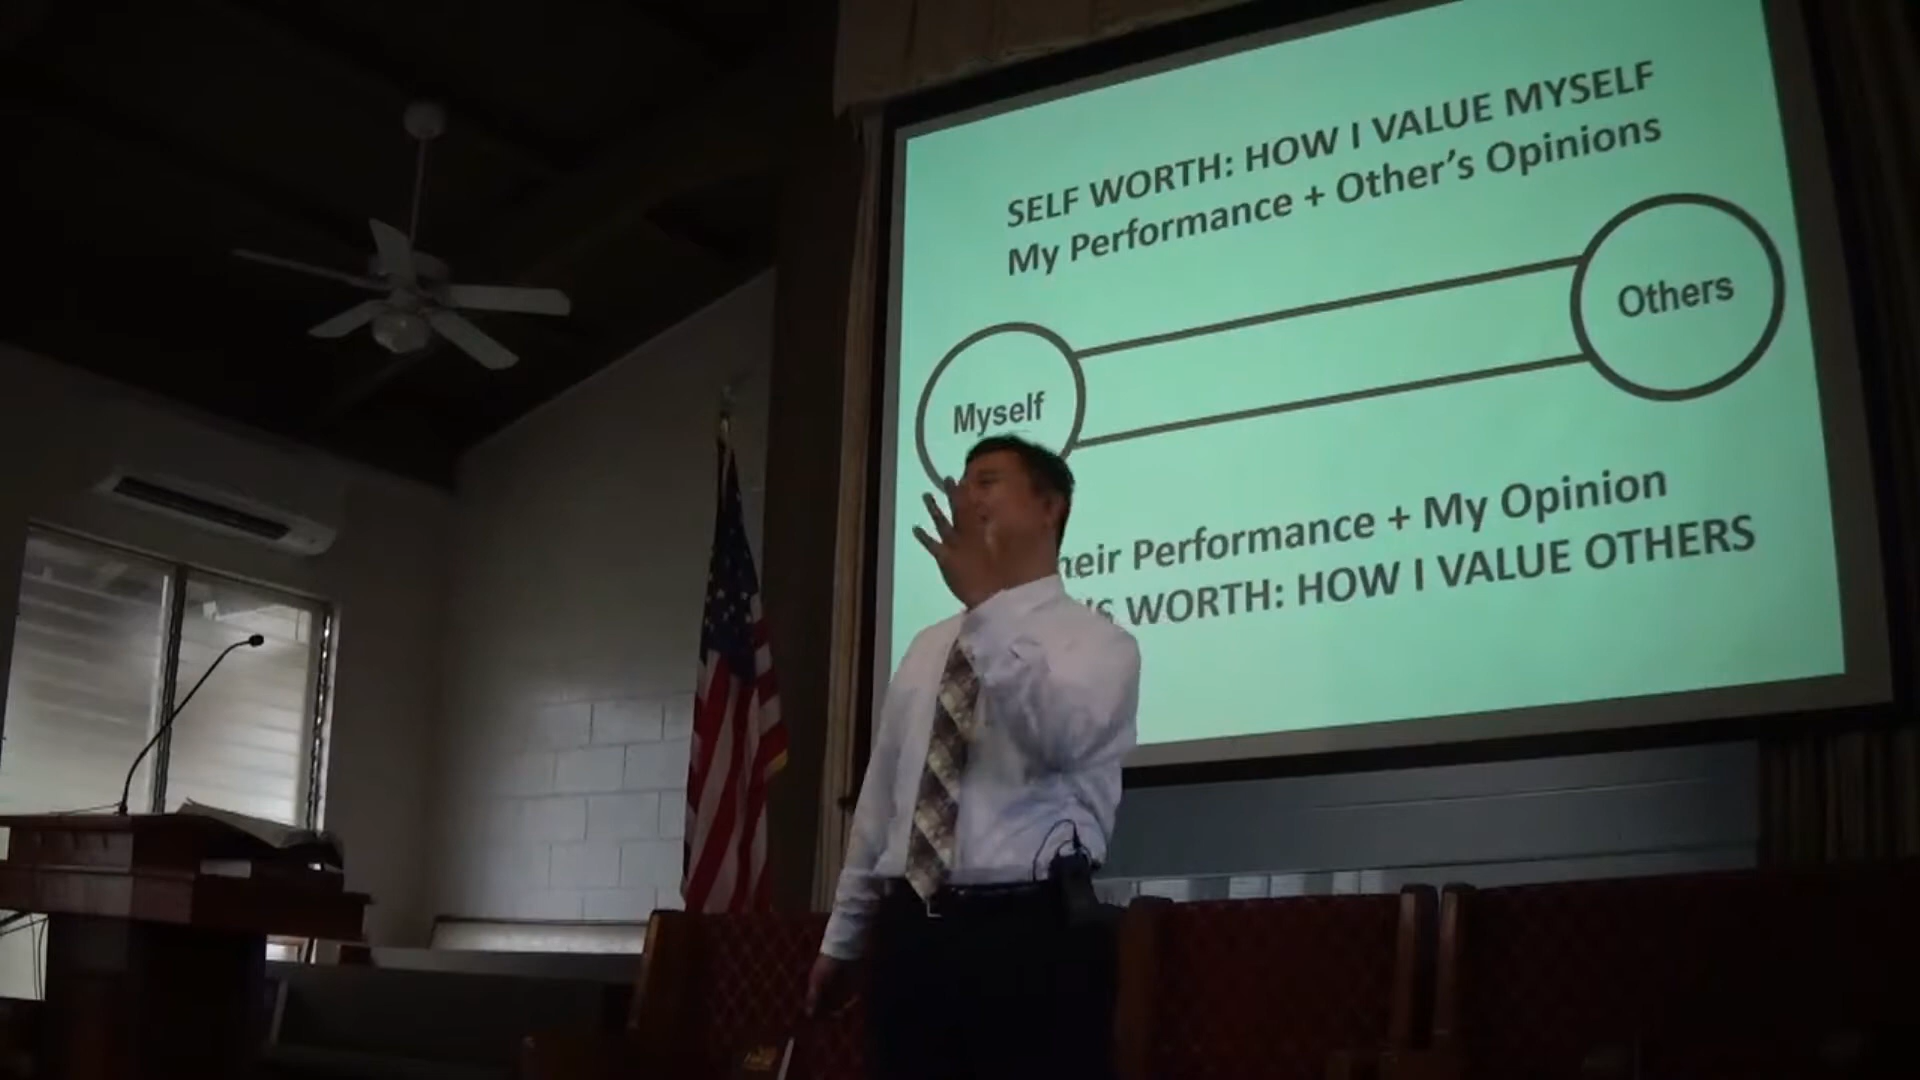 SELF WORTH: HOW I VALUE MYSELF
My Performance + Other's Opinions
Others
Myself
Performance + My Opinion
WORTH: HOW I VALUE OTHERS